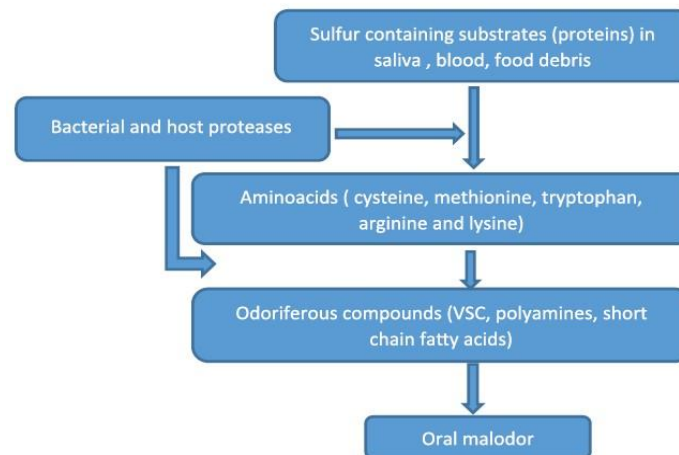 Sulfur containing substrates (proteins) in
saliva , blood, food debris
Bacterial and host proteases
Aminoacids ( cysteine, methionine, tryptophan,
arginine and lysine)
Odoriferous compounds (VSC, polyamines, short
chain fatty acids)
Oral malodor